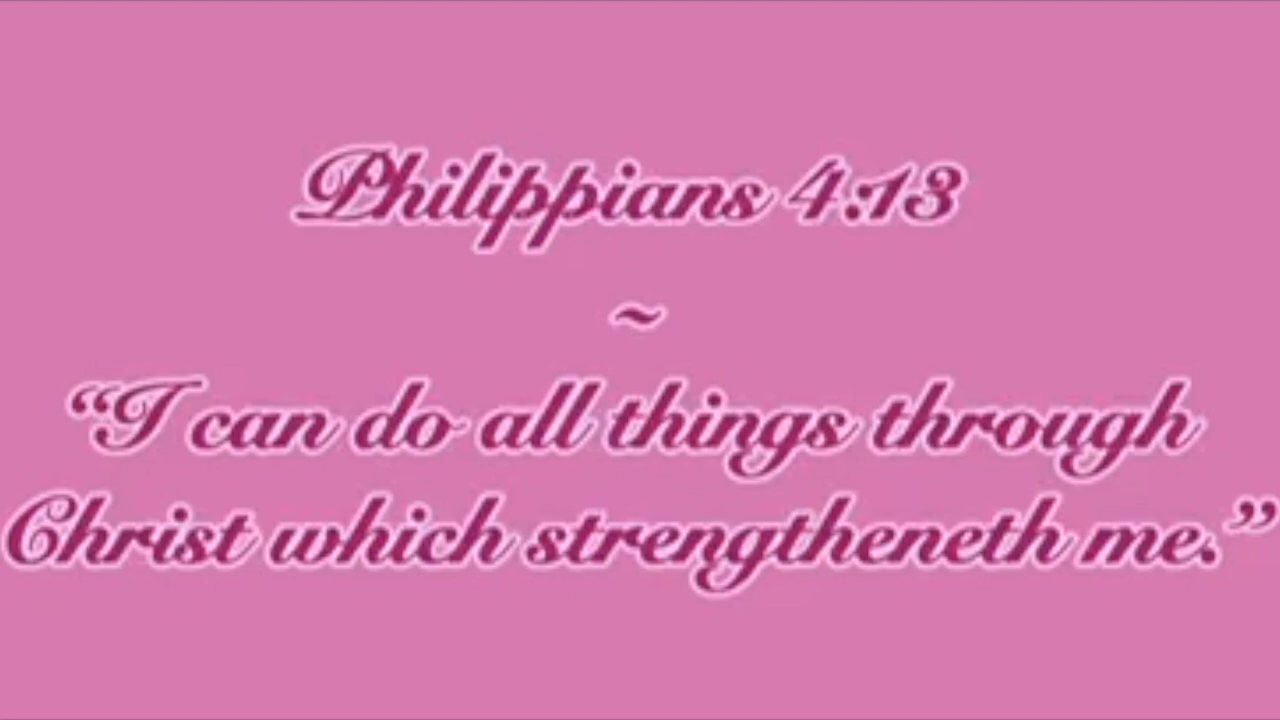 Philippians 4:13
~
“I can do all things through
Christ which strengtheneth me.”